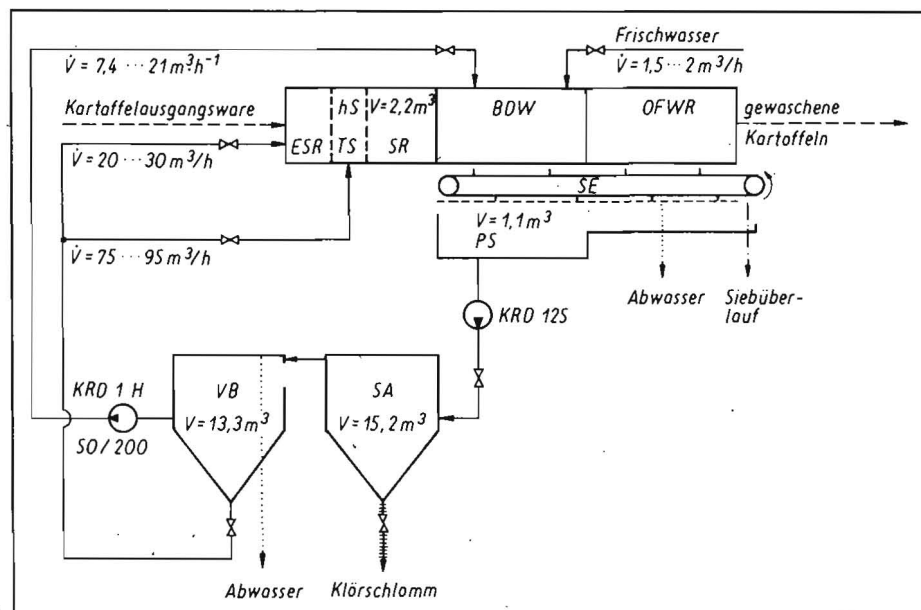 Frischwasser
V̇ = 7,4 ··· 21 m³h⁻¹
V̇ = 1,5 ··· 2 m³/h
Kartoffelausgangsware
hS
V = 2,2 m³
BDW
OFWR
gewaschene
Kartoffeln
ESR
TS
SR
V̇ = 20 ··· 30 m³/h
SE
V = 1,1 m³
PS
V̇ = 75 ··· 95 m³/h
Abwasser
Siebüber-
lauf
KRD 125
KRD 1 H
50/200
VB
V = 13,3 m³
SA
V = 15,2 m³
Abwasser
Klärschlamm